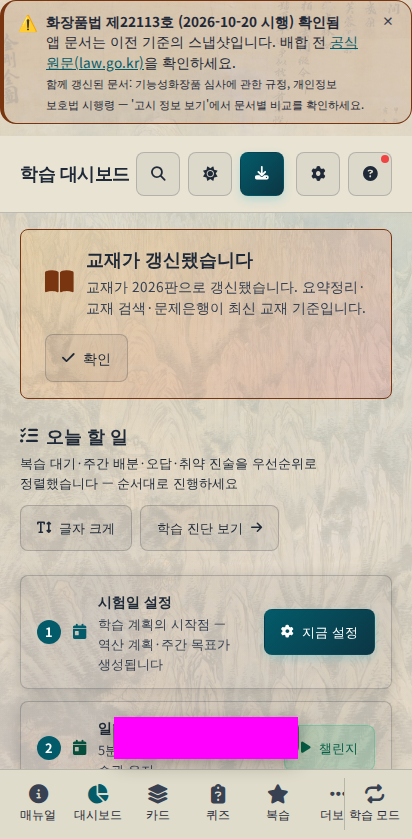 ⚠️ 화장품법 제22113호 (2026-10-20 시행) 확인됨 ✕
앱 문서는 이전 기준의 스냅샷입니다. 배합 전 공식
원문(law.go.kr)을 확인하세요.
함께 갱신된 문서: 기능성화장품 심사에 관한 규정, 개인정보
보호법 시행령 — '고시 정보 보기'에서 문서별 비교를 확인하세요.
학습 대시보드
교재가 갱신됐습니다
교재가 2026판으로 갱신됐습니다. 요약정리·
교재 검색·문제은행이 최신 교재 기준입니다.
확인
오늘 할 일
복습 대기·주간 배분·오답·취약 진술을 우선순위로
정렬했습니다 — 순서대로 진행하세요
글자 크게
학습 진단 보기 →
1
시험일 설정
학습 계획의 시작점 —
역산 계획·주간 목표가
생성됩니다
지금 설정
2
5분
챌린지
매뉴얼
대시보드
카드
퀴즈
복습
더보
학습 모드